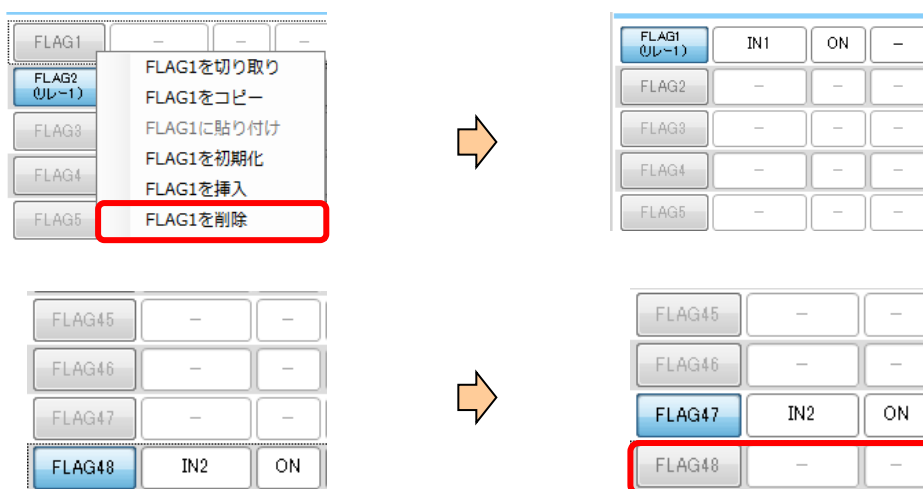 FLAG1 － － －
FLAG2
(リレー1)
FLAG3
FLAG4
FLAG5
FLAG1を切り取り
FLAG1をコピー
FLAG1に貼り付け
FLAG1を初期化
FLAG1を挿入
FLAG1を削除
FLAG1
(リレー1) IN1 ON －
FLAG2 － － －
FLAG3 － － －
FLAG4 － － －
FLAG5 － － －
FLAG45 － －
FLAG46 － －
FLAG47 － －
FLAG48 IN2 ON
FLAG45 － －
FLAG46 － －
FLAG47 IN2 ON
FLAG48 － －